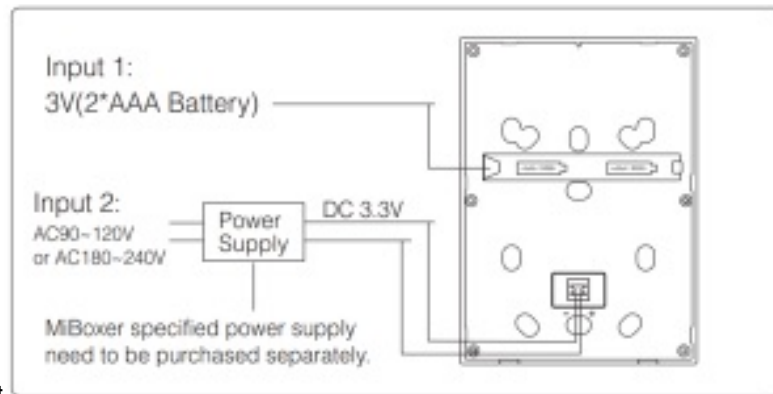 Input 1:
3V(2*AAA Battery)
Input 2:
AC90~120V
or AC180~240V
Power
Supply
DC 3.3V
MiBoxer specified power supply
need to be purchased separately.
- +